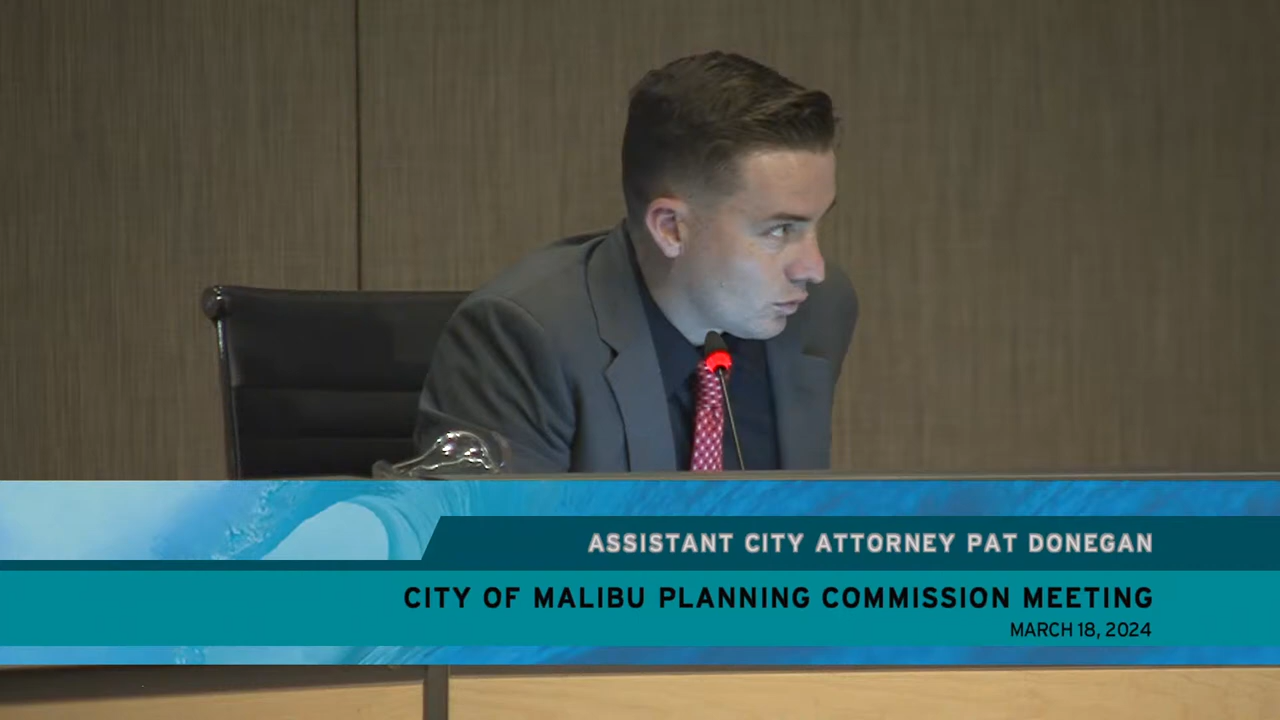 ASSISTANT CITY ATTORNEY PAT DONEGAN
CITY OF MALIBU PLANNING COMMISSION MEETING
MARCH 18, 2024